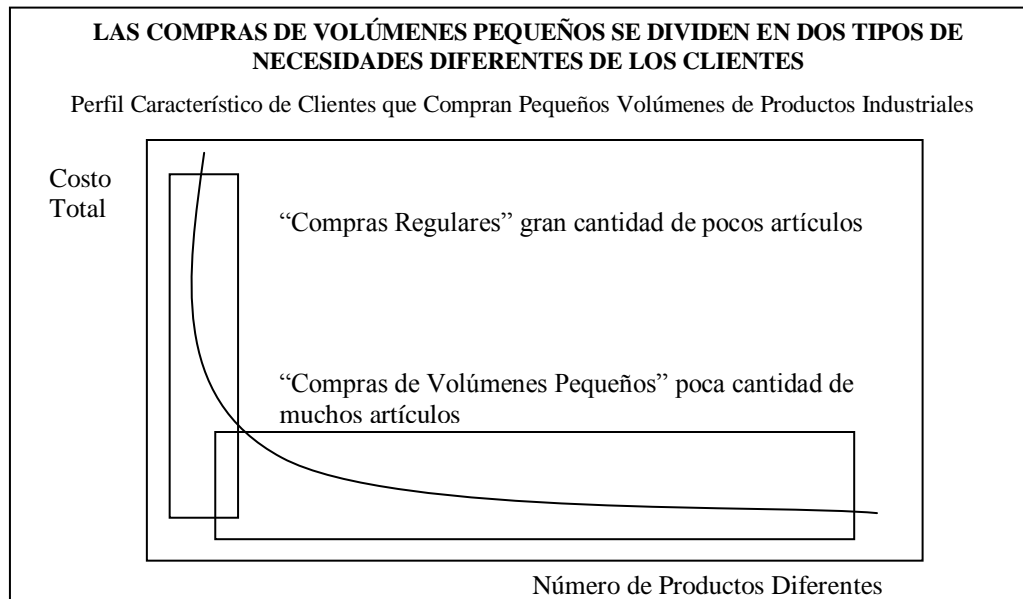 LAS COMPRAS DE VOLÚMENES PEQUEÑOS SE DIVIDEN EN DOS TIPOS DE
NECESIDADES DIFERENTES DE LOS CLIENTES
Perfil Característico de Clientes que Compran Pequeños Volúmenes de Productos Industriales
Costo
Total
“Compras Regulares” gran cantidad de pocos artículos
“Compras de Volúmenes Pequeños” poca cantidad de
muchos artículos
Número de Productos Diferentes